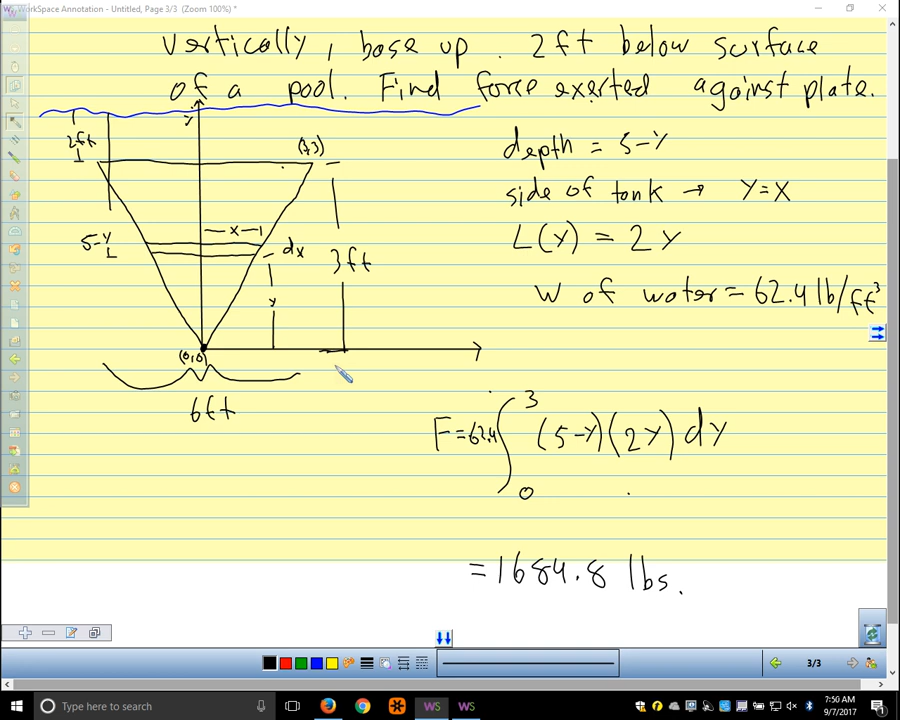 WorkSpace Annotation - Untitled, Page 3/3 (Zoom 100%) *
vertically, base up. 2ft below surface
of a pool. Find force exerted against plate.
y
2ft
(3,3)
depth = 5-y
side of tank → y=x
L(y) = 2y
W of water = 62.4 lb/ft³
x
5-y
dx
3ft
y
(0,0)
6ft
F = 62.4 ∫₀³ (5-y)(2y) dy
= 1684.8 lbs.
3/3
Type here to search
WS
WS
7:50 AM
9/7/2017